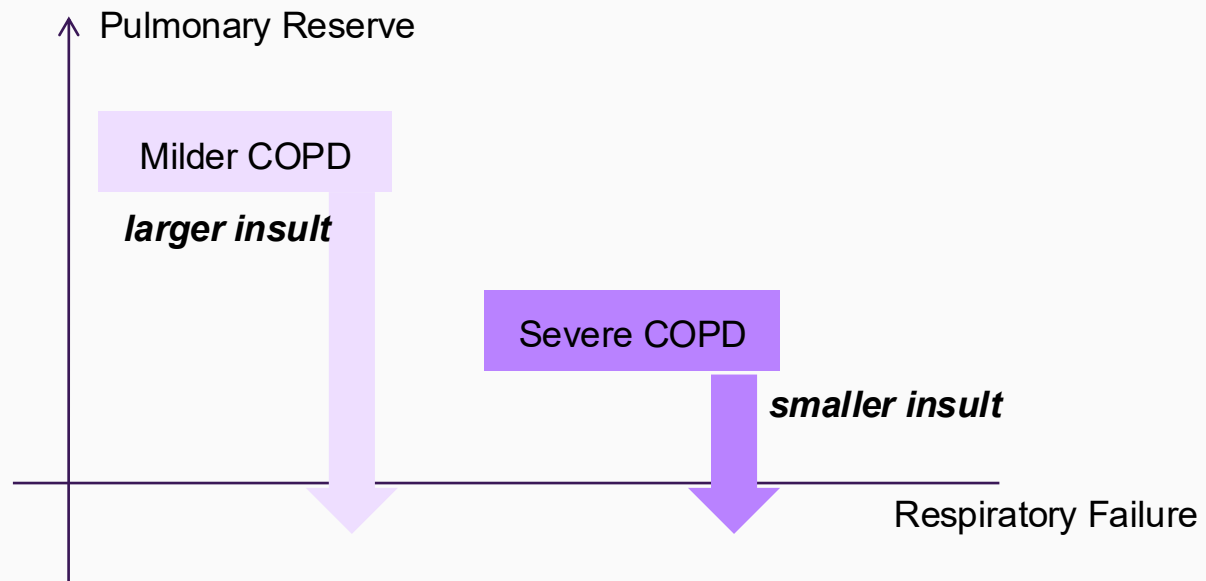 Pulmonary Reserve
Milder COPD
larger insult
Severe COPD
smaller insult
Respiratory Failure